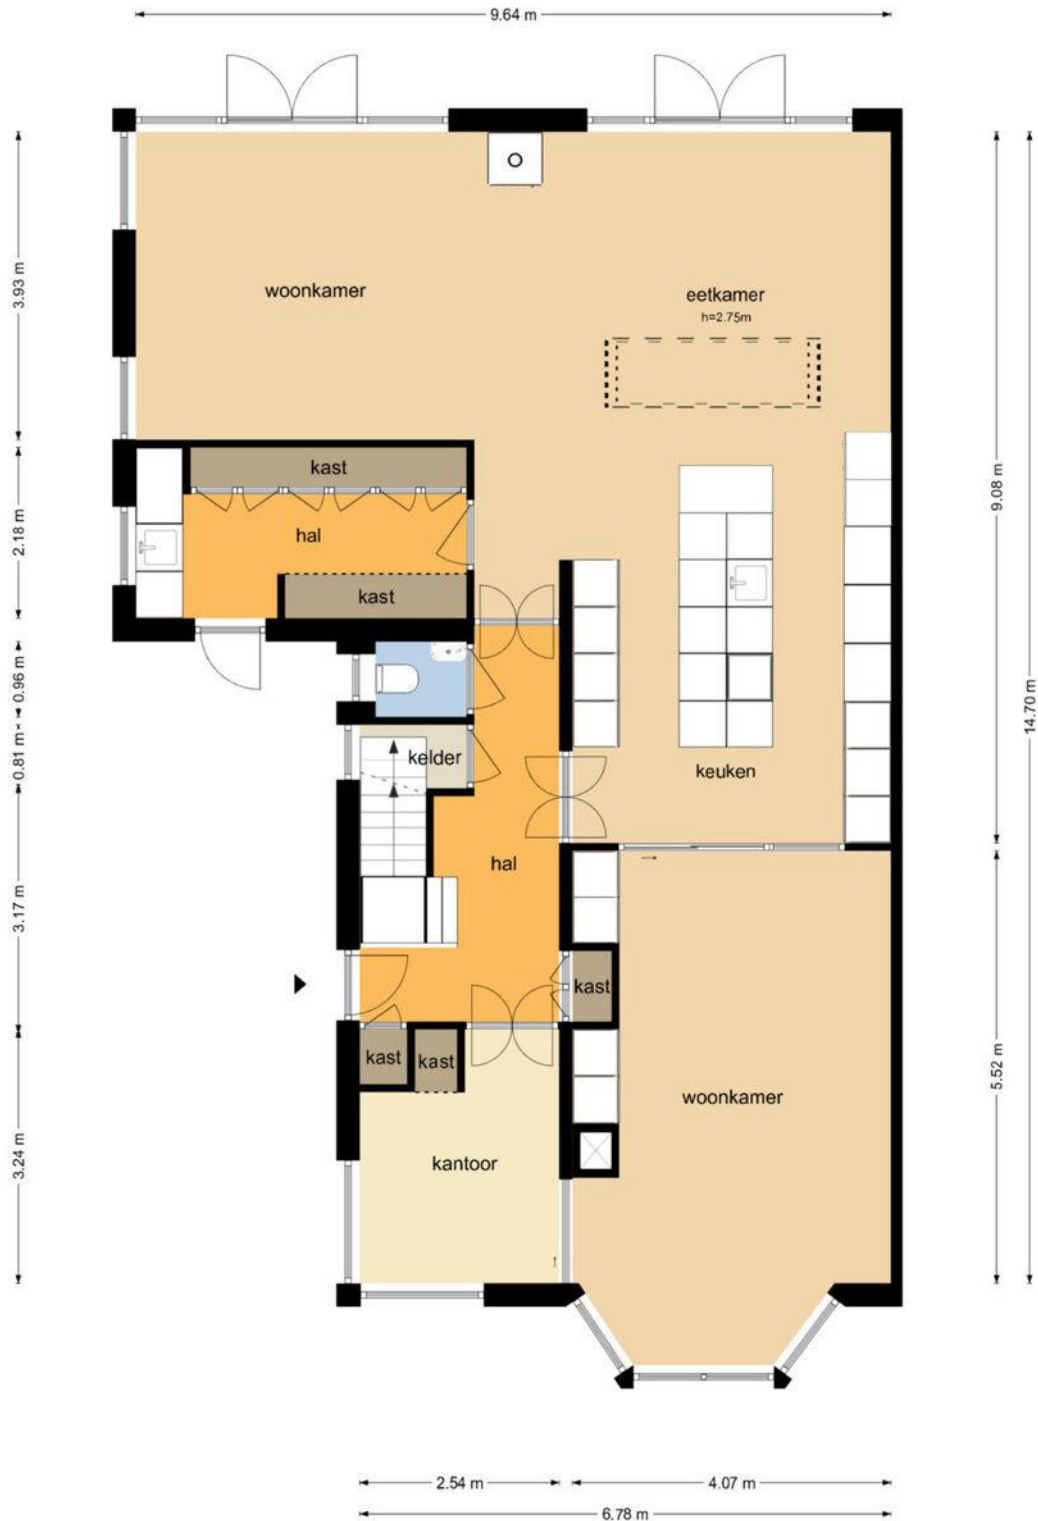 9.64 m
woonkamer
eetkamer
h=2.75m
3.93 m
kast
hal
2.18 m
kast
9.08 m
0.96 m
14.70 m
0.81 m
kelder
keuken
hal
3.17 m
kast
kast
kast
5.52 m
woonkamer
kantoor
3.24 m
2.54 m
4.07 m
6.78 m